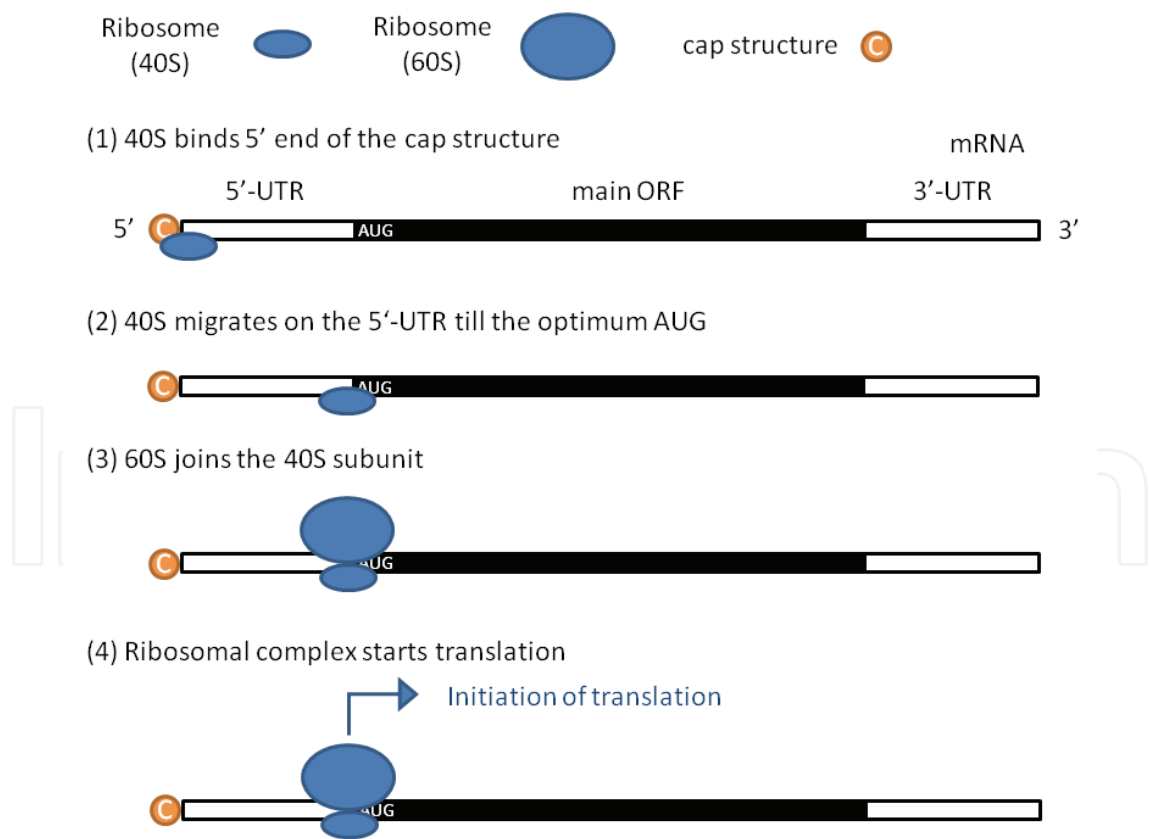 Ribosome
(40S)
Ribosome
(60S)
cap structure C
(1) 40S binds 5’ end of the cap structure
mRNA
5’-UTR main ORF 3’-UTR
5’ C AUG 3’
(2) 40S migrates on the 5‘-UTR till the optimum AUG
C AUG
(3) 60S joins the 40S subunit
C AUG
(4) Ribosomal complex starts translation
Initiation of translation
C AUG